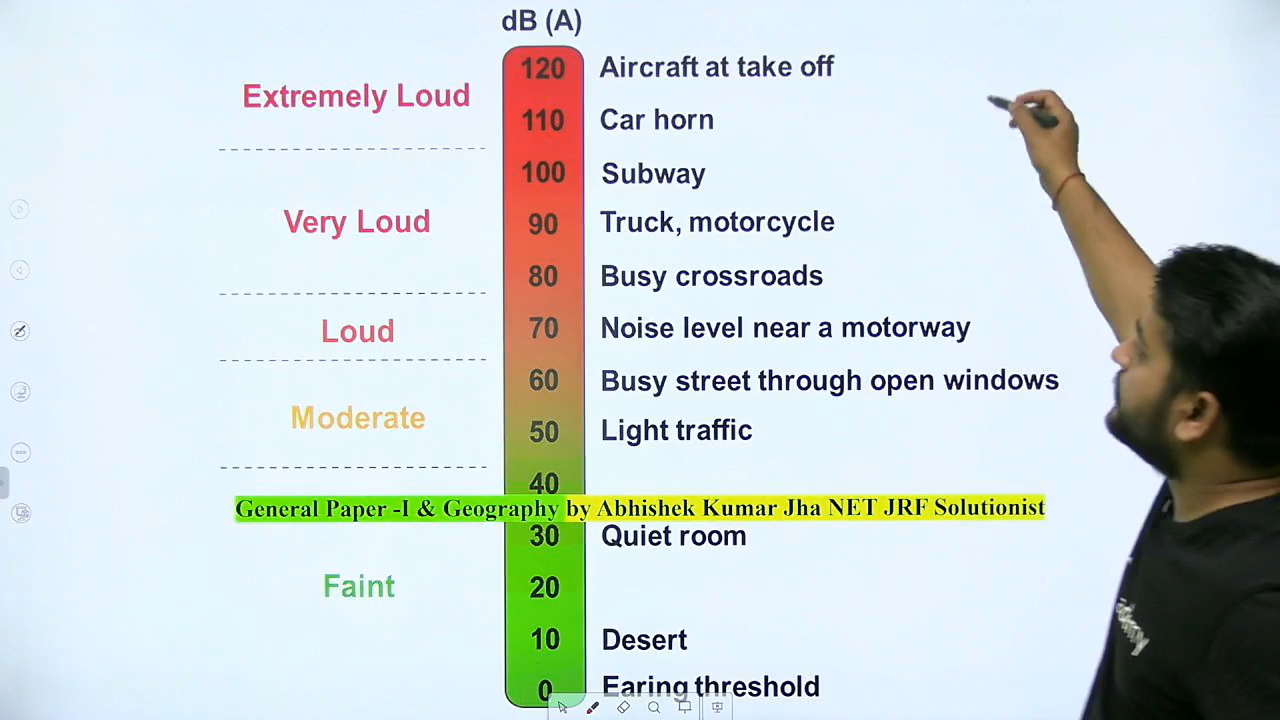 dB (A)
120 Aircraft at take off
Extremely Loud
110 Car horn
100 Subway
Very Loud
90 Truck, motorcycle
80 Busy crossroads
Loud
70 Noise level near a motorway
60 Busy street through open windows
Moderate
50 Light traffic
40
General Paper -I & Geography by Abhishek Kumar Jha NET JRF Solutionist
30 Quiet room
Faint
20
10 Desert
0 Earing threshold